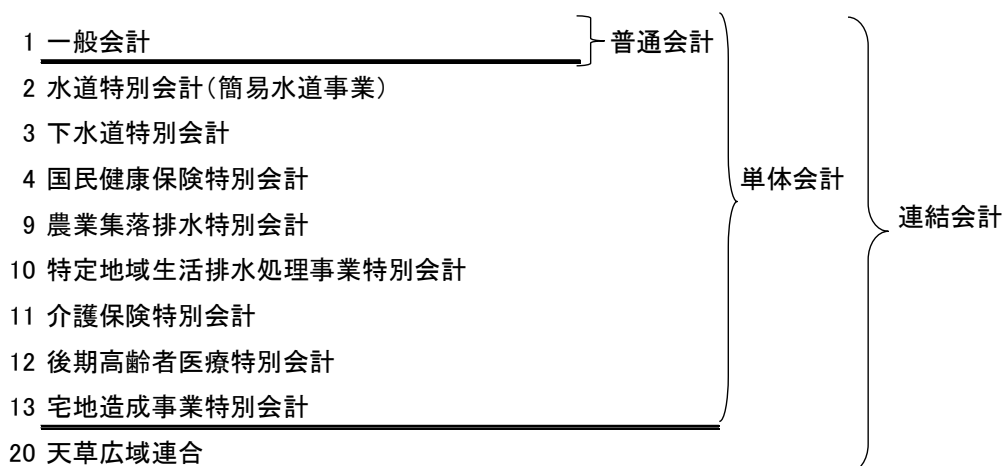 1 一般会計
普通会計
2 水道特別会計(簡易水道事業)
3 下水道特別会計
4 国民健康保険特別会計
単体会計
9 農業集落排水特別会計
連結会計
10 特定地域生活排水処理事業特別会計
11 介護保険特別会計
12 後期高齢者医療特別会計
13 宅地造成事業特別会計
20 天草広域連合